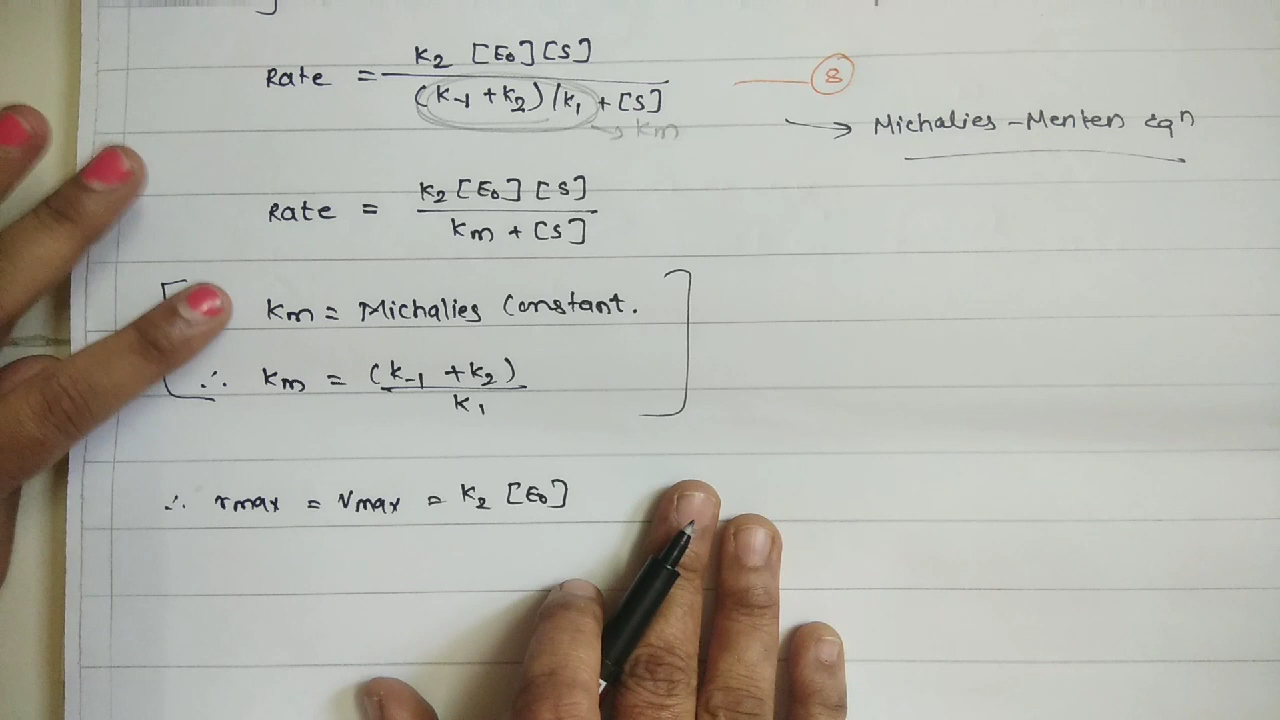 ]
Rate = k2 [E0][S] / (k-1 + k2)/k1 + [S] —— 8
→ km
→ Michalies - Menten eqn
Rate = k2 [E0] [S] / km + [S]
km = Michalies Constant.
∴ km = (k-1 + k2) / k1
∴ rmax = Vmax = k2 [E0]